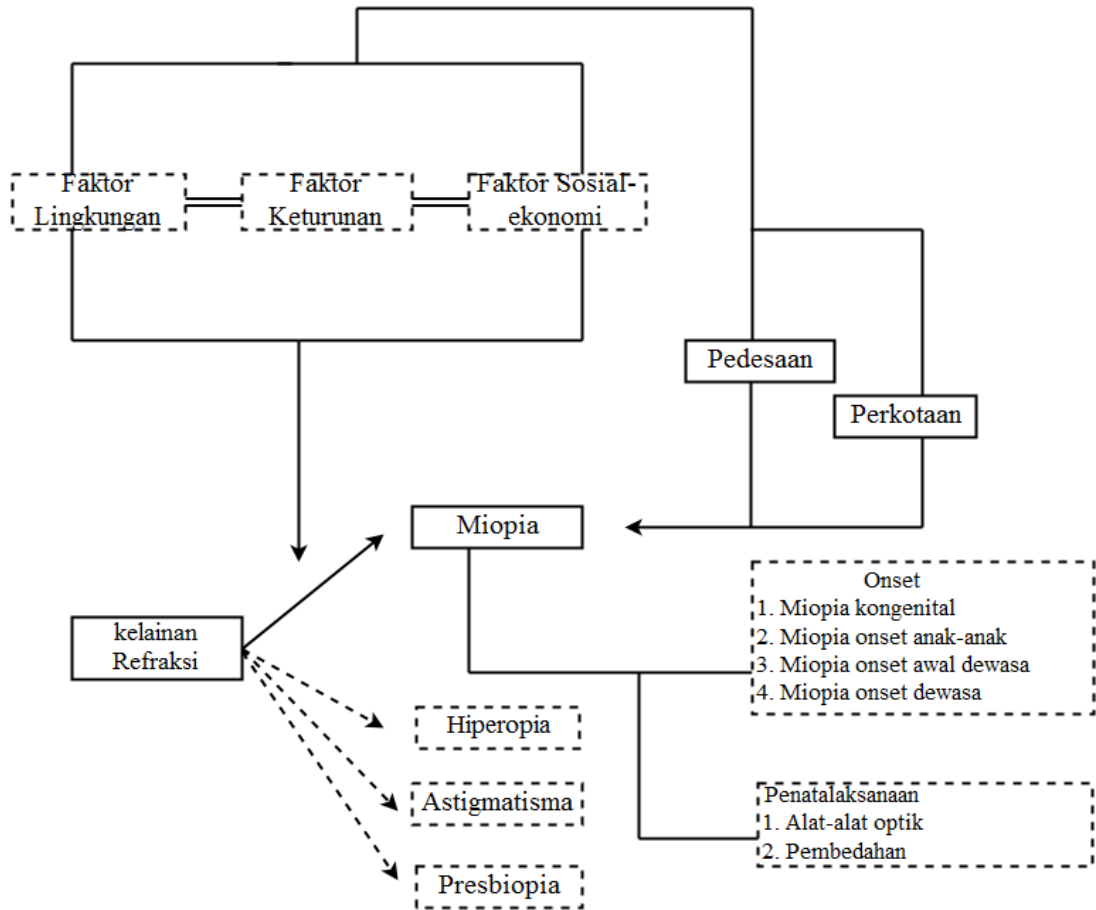 Faktor
Lingkungan
Faktor
Keturunan
Faktor Sosial-
ekonomi
Pedesaan
Perkotaan
Miopia
kelainan
Refraksi
Onset
1. Miopia kongenital
2. Miopia onset anak-anak
3. Miopia onset awal dewasa
4. Miopia onset dewasa
Hiperopia
Astigmatisma
Presbiopia
Penatalaksanaan
1. Alat-alat optik
2. Pembedahan